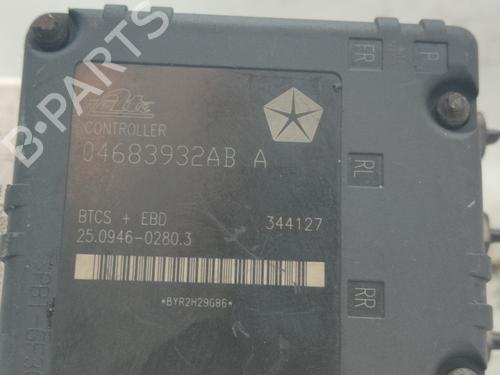 B-PARTS
FR
P
Ate
CONTROLLER
04683932AB A
RL
BTCS + EBD 344127
25.0946-0280.3
RR
*BYR2H29G86*